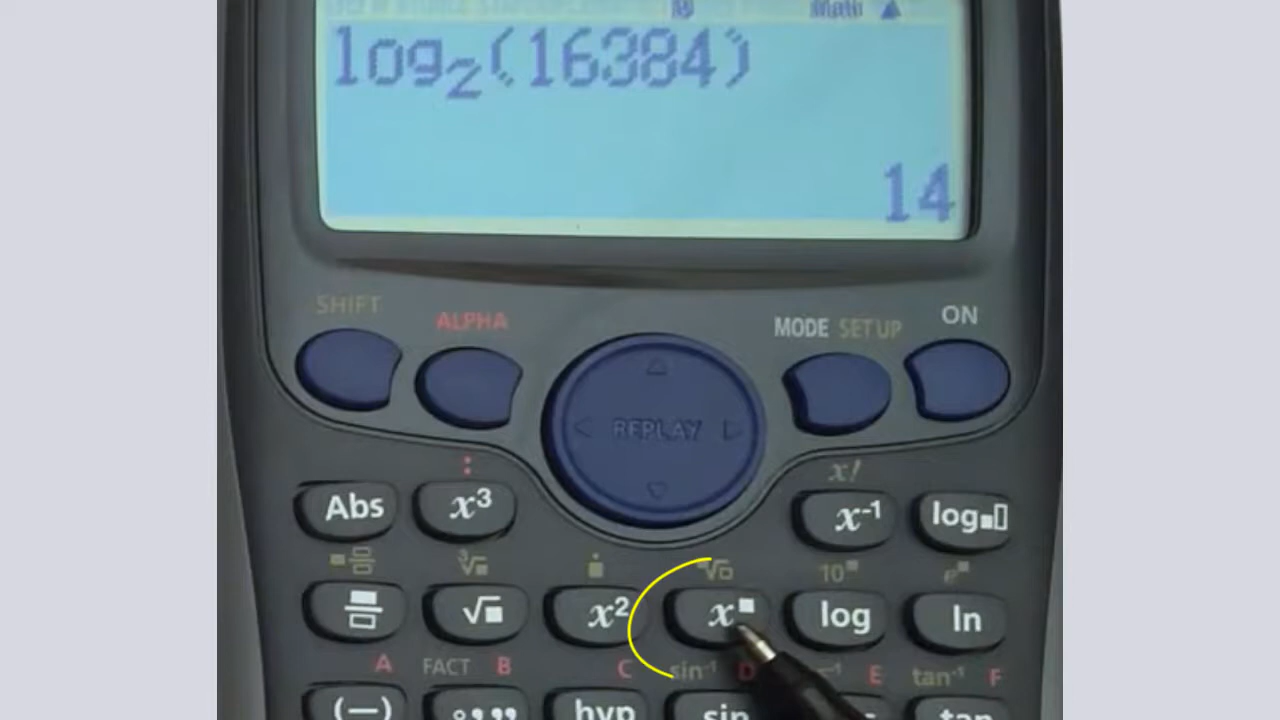 Math ▲
log₂(16384)
14
SHIFT ALPHA MODE SETUP ON
REPLAY
: x!
Abs x³ x⁻¹ log■▯
³√■ ■√▯ 10■ e■
√■ x² x■ log ln
A FACT B C sin⁻¹ D E tan⁻¹ F
(−) °,,, hyp sin tan